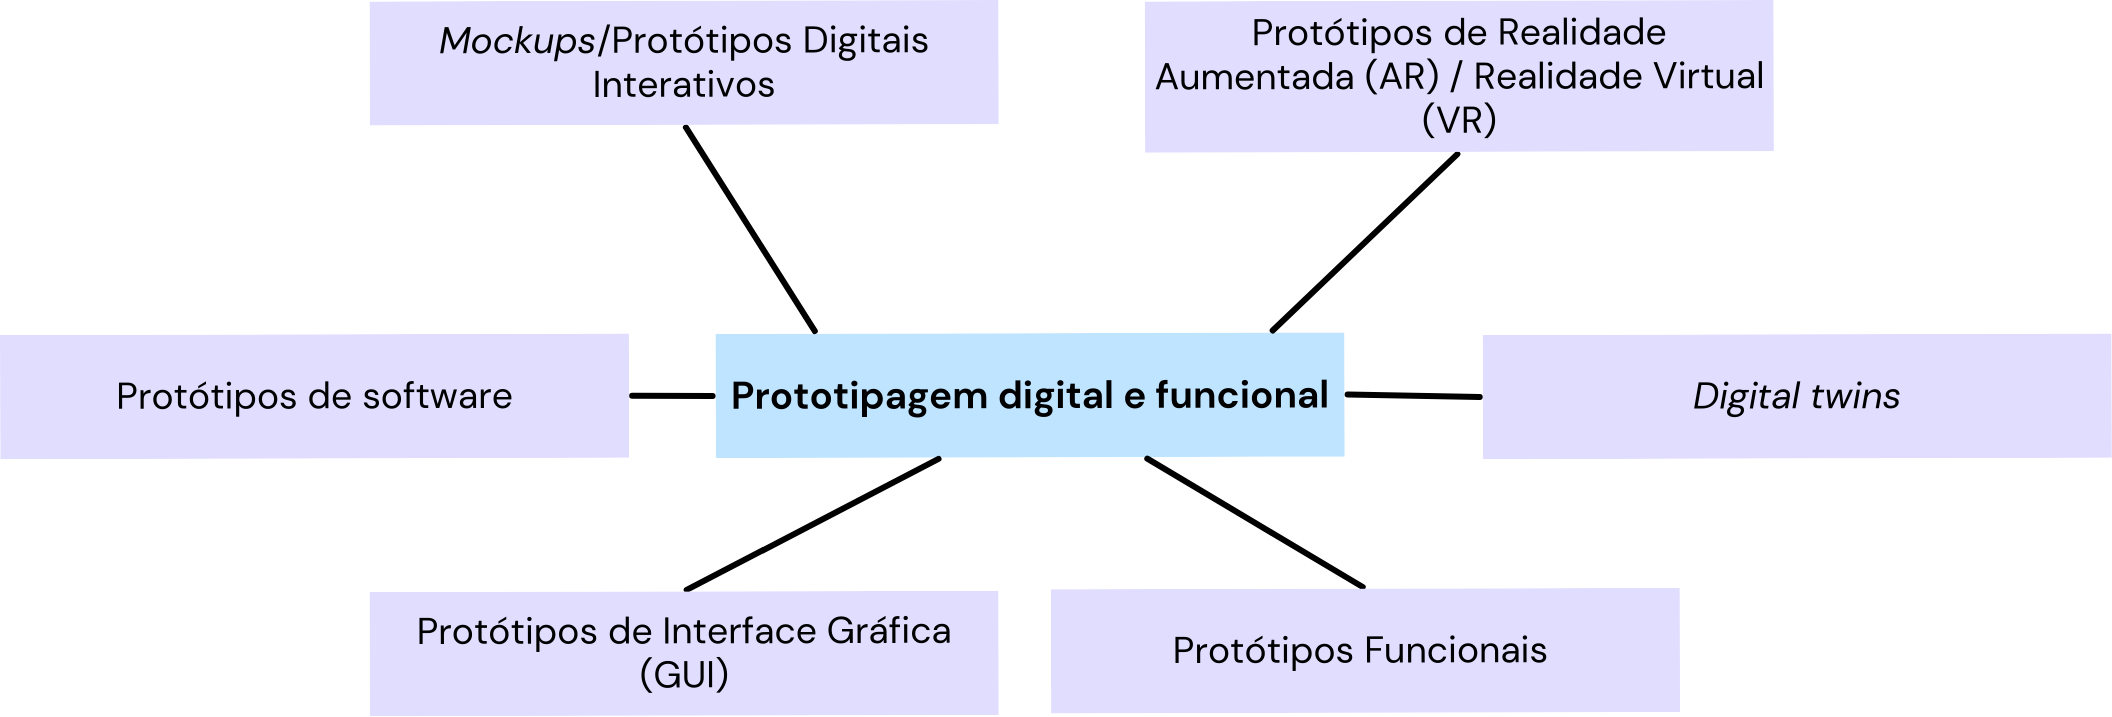 Mockups/Protótipos Digitais
Interativos
Protótipos de Realidade
Aumentada (AR) / Realidade Virtual
(VR)
Protótipos de software
Prototipagem digital e funcional
Digital twins
Protótipos de Interface Gráfica
(GUI)
Protótipos Funcionais